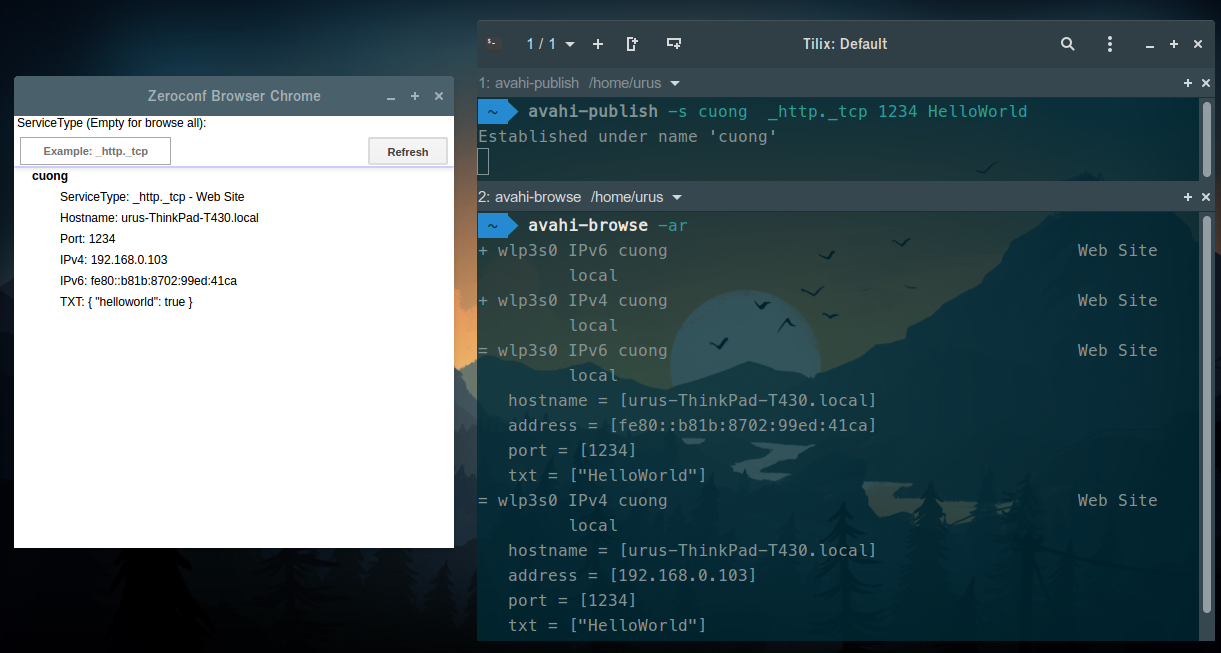 Zeroconf Browser Chrome
ServiceType (Empty for browse all):
Example: _http._tcp
Refresh
cuong
ServiceType: _http._tcp - Web Site
Hostname: urus-ThinkPad-T430.local
Port: 1234
IPv4: 192.168.0.103
IPv6: fe80::b81b:8702:99ed:41ca
TXT: { "helloworld": true }
1 / 1
Tilix: Default
1: avahi-publish /home/urus
~ avahi-publish -s cuong _http._tcp 1234 HelloWorld
Established under name 'cuong'
2: avahi-browse /home/urus
~ avahi-browse -ar
+ wlp3s0 IPv6 cuong Web Site
local
+ wlp3s0 IPv4 cuong Web Site
local
= wlp3s0 IPv6 cuong Web Site
local
hostname = [urus-ThinkPad-T430.local]
address = [fe80::b81b:8702:99ed:41ca]
port = [1234]
txt = ["HelloWorld"]
= wlp3s0 IPv4 cuong Web Site
local
hostname = [urus-ThinkPad-T430.local]
address = [192.168.0.103]
port = [1234]
txt = ["HelloWorld"]